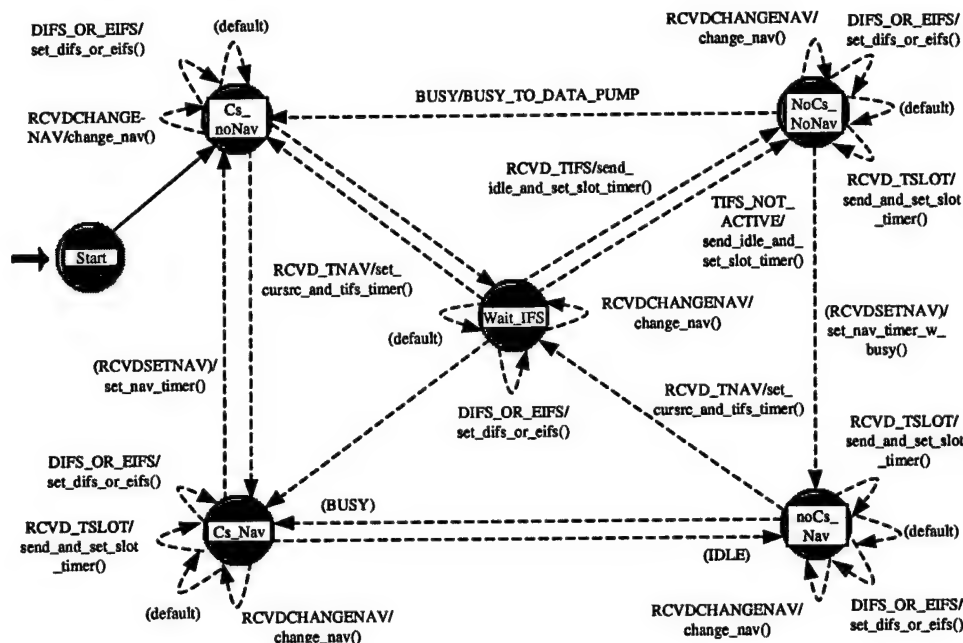 DIFS_OR_EIFS/
set_difs_or_eifs()
(default)
RCVDCHANGENAV/
change_nav()
DIFS_OR_EIFS/
set_difs_or_eifs()
Cs_
noNav
BUSY/BUSY_TO_DATA_PUMP
NoCs_
NoNav
(default)
RCVDCHANGE-
NAV/change_nav()
RCVD_TIFS/send_
idle_and_set_slot_timer()
RCVD_TSLOT/
send_and_set_slot
_timer()
TIFS_NOT_
ACTIVE/
send_idle_and_
set_slot_timer()
Start
RCVD_TNAV/set_
cursrc_and_tifs_timer()
Wait_IFS
RCVDCHANGENAV/
change_nav()
(default)
(RCVDSETNAV)/
set_nav_timer_w_
busy()
(RCVDSETNAV)/
set_nav_timer()
DIFS_OR_EIFS/
set_difs_or_eifs()
RCVD_TNAV/set_
cursrc_and_tifs_timer()
RCVD_TSLOT/
send_and_set_slot
_timer()
DIFS_OR_EIFS/
set_difs_or_eifs()
RCVD_TSLOT/
send_and_set_slot
_timer()
Cs_Nav
(BUSY)
(IDLE)
noCs_
Nav
(default)
(default)
RCVDCHANGENAV/
change_nav()
RCVDCHANGENAV/
change_nav()
DIFS_OR_EIFS/
set_difs_or_eifs()